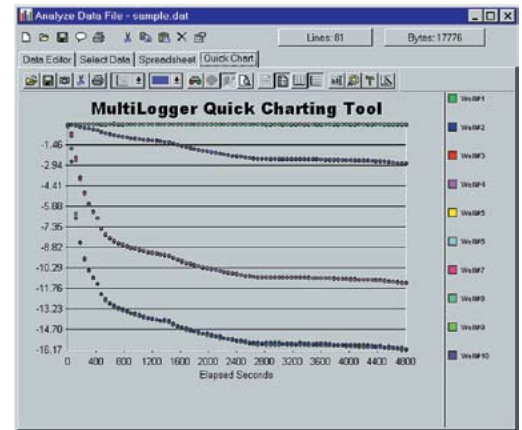 Analyze Data File - sample.dat
Lines: 81
Bytes: 17776
Data Editor
Select Data
Spreadsheet
Quick Chart
MultiLogger Quick Charting Tool
-1.46
-2.94
-4.41
-5.88
-7.35
-8.82
-10.29
-11.76
-13.23
-14.70
-16.17
0 400 800 1200 1600 2000 2400 2800 3200 3600 4000 4400 4800
Elapsed Seconds
Well#1
Well#2
Well#3
Well#4
Well#5
Well#6
Well#7
Well#8
Well#9
Well#10